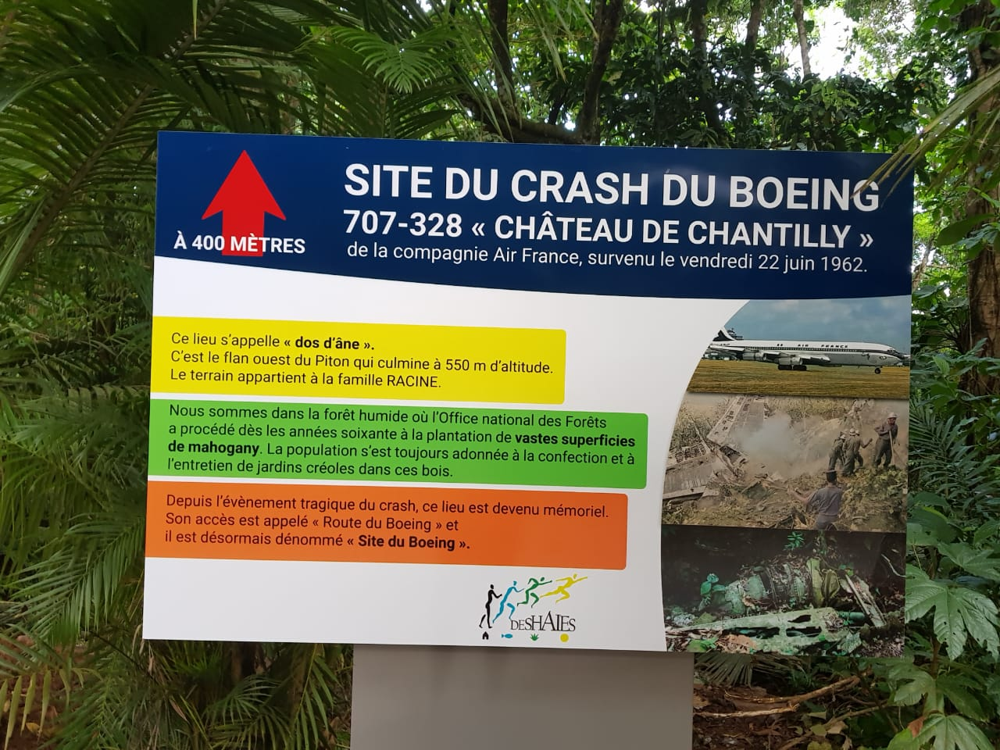 À 400 MÈTRES
SITE DU CRASH DU BOEING
707-328 « CHÂTEAU DE CHANTILLY »
de la compagnie Air France, survenu le vendredi 22 juin 1962.
Ce lieu s’appelle « dos d’âne ».
C’est le flan ouest du Piton qui culmine à 550 m d’altitude.
Le terrain appartient à la famille RACINE.
Nous sommes dans la forêt humide où l’Office national des Forêts
a procédé dès les années soixante à la plantation de vastes superficies
de mahogany. La population s’est toujours adonnée à la confection et à
l’entretien de jardins créoles dans ces bois.
Depuis l’évènement tragique du crash, ce lieu est devenu mémoriel.
Son accès est appelé « Route du Boeing » et
il est désormais dénommé « Site du Boeing ».
AIR FRANCE
DESHAIES